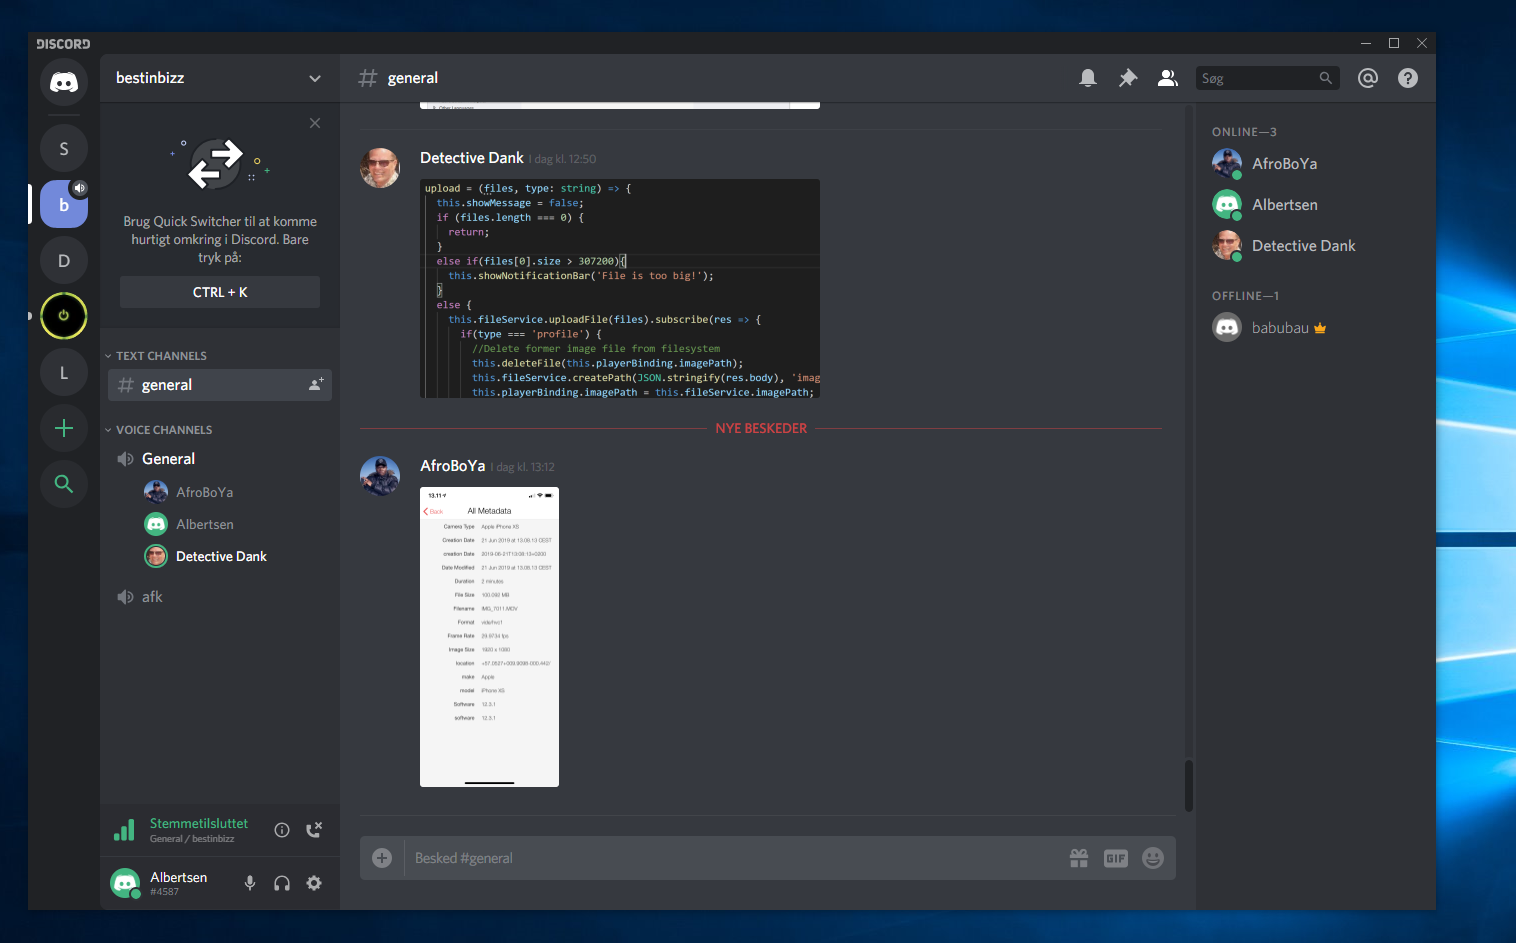 DISCORD
bestinbizz
general
Søg
S
b
D
L
Brug Quick Switcher til at komme
hurtigt omkring i Discord. Bare
tryk på:
CTRL + K
TEXT CHANNELS
general
VOICE CHANNELS
General
AfroBoYa
Albertsen
Detective Dank
afk
Stemmetilsluttet
General / bestinbizz
Albertsen
#4587
Other Languages
Detective Dank I dag kl. 12:50
upload = (files, type: string) => {
this.showMessage = false;
if (files.length === 0) {
return;
}
else if(files[0].size > 307200){
this.showNotificationBar('File is too big!');
}
else {
this.fileService.uploadFile(files).subscribe(res => {
if(type === 'profile') {
//Delete former image file from filesystem
this.deleteFile(this.playerBinding.imagePath);
this.fileService.createPath(JSON.stringify(res.body), 'imag
this.playerBinding.imagePath = this.fileService.imagePath;
NYE BESKEDER
AfroBoYa I dag kl. 13:12
13.11
Back All Metadata
Camera Type Apple iPhone XS
Creation Date 21 Jun 2019 at 13.08.13 CEST
creation Date 2019-06-21T13:08:13+0200
Date Modified 21 Jun 2019 at 13.08.13 CEST
Duration 2 minutes
File Size 100.092 MB
Filename IMG_7011.MOV
Format vide/hvc1
Frame Rate 29.9734 fps
Image Size 1920 x 1080
location
make Apple
model iPhone XS
Software 12.3.1
software 12.3.1
Besked #general
GIF
ONLINE—3
AfroBoYa
Albertsen
Detective Dank
OFFLINE—1
babubau